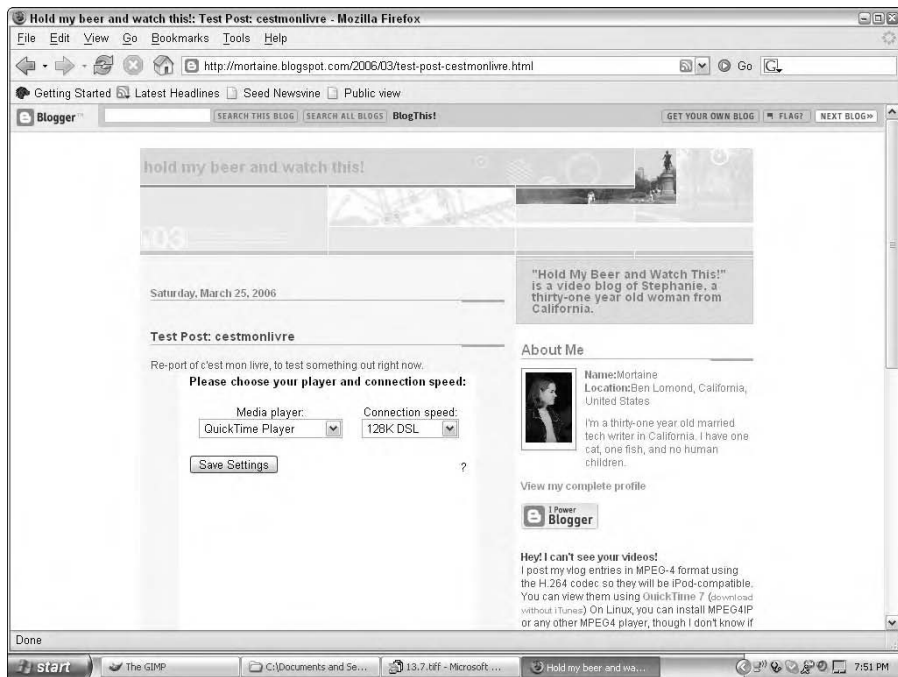 Hold my beer and watch this!: Test Post: cestmonlivre - Mozilla Firefox
File Edit View Go Bookmarks Tools Help
http://mortaine.blogspot.com/2006/03/test-post-cestmonlivre.html Go G
Getting Started Latest Headlines Seed Newsvine Public view
Blogger SEARCH THIS BLOG SEARCH ALL BLOGS BlogThis! GET YOUR OWN BLOG FLAG? NEXT BLOG»
hold my beer and watch this!
03
"Hold My Beer and Watch This!"
is a video blog of Stephanie, a
thirty-one year old woman from
California.
Saturday, March 25, 2006
Test Post: cestmonlivre
Re-port of c'est mon livre, to test something out right now.
Please choose your player and connection speed:
Media player: Connection speed:
QuickTime Player 128K DSL
Save Settings ?
About Me
Name:Mortaine
Location:Ben Lomond, California,
United States
I'm a thirty-one year old married
tech writer in California. I have one
cat, one fish, and no human
children.
View my complete profile
I Power
Blogger
Hey! I can't see your videos!
I post my vlog entries in MPEG-4 format using
the H.264 codec so they will be iPod-compatible.
You can view them using QuickTime 7 (download
without iTunes) On Linux, you can install MPEG4IP
or any other MPEG4 player, though I don't know if
Done
start The GIMP C:\Documents and Se... 13.7.tiff - Microsoft ... Hold my beer and wa... 7:51 PM